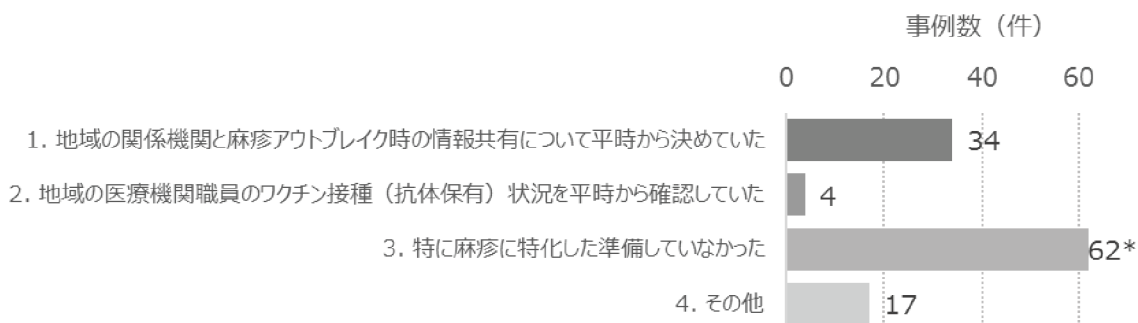 事例数（件）
0 20 40 60
1. 地域の関係機関と麻疹アウトブレイク時の情報共有について平時から決めていた 34
2. 地域の医療機関職員のワクチン接種（抗体保有）状況を平時から確認していた 4
3. 特に麻疹に特化した準備していなかった 62*
4. その他 17